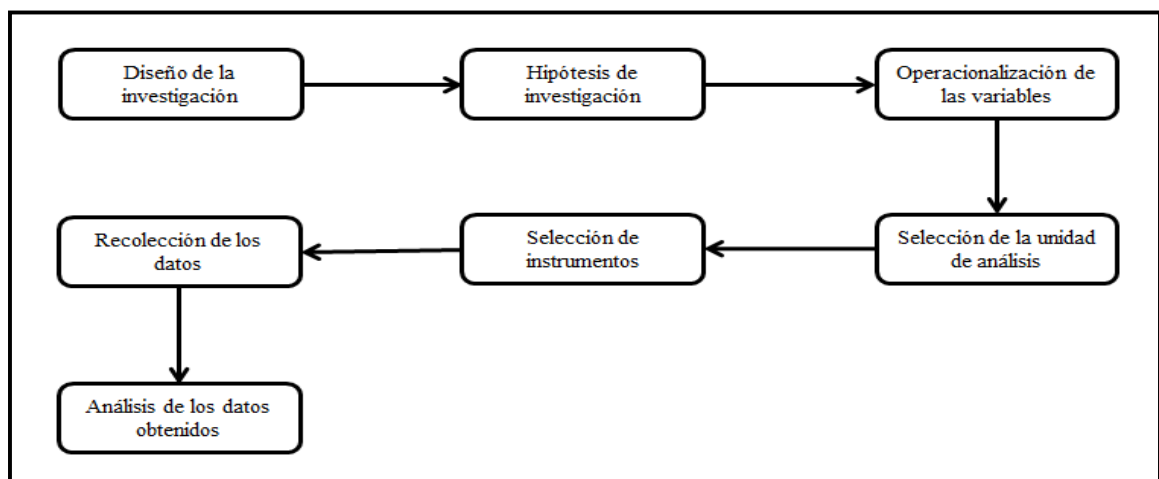 Diseño de la
investigación
Hipótesis de
investigación
Operacionalización de
las variables
Selección de la unidad
de análisis
Selección de
instrumentos
Recolección de los
datos
Análisis de los datos
obtenidos